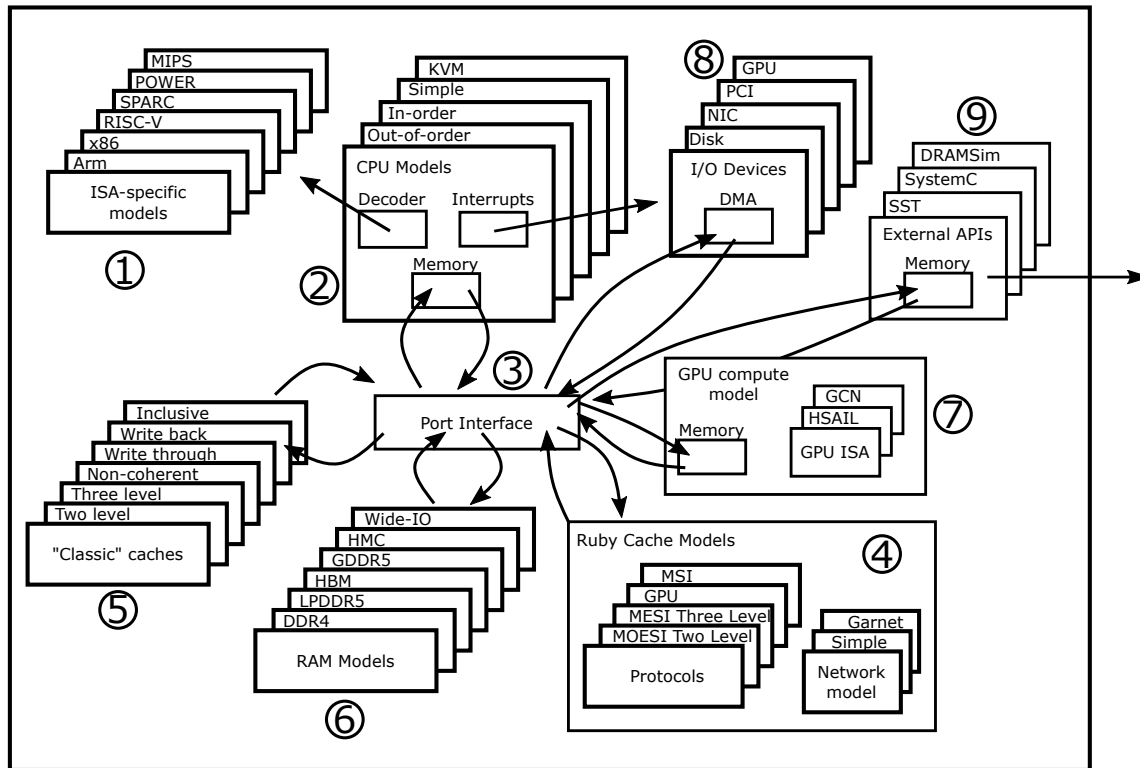 MIPS
POWER
SPARC
RISC-V
x86
Arm
ISA-specific
models
①
KVM
Simple
In-order
Out-of-order
CPU Models
Decoder
Interrupts
Memory
②
⑧
GPU
PCI
NIC
Disk
I/O Devices
DMA
⑨
DRAMSim
SystemC
SST
External APIs
Memory
③
Port Interface
GPU compute
model
Memory
GCN
HSAIL
GPU ISA
⑦
Inclusive
Write back
Write through
Non-coherent
Three level
Two level
"Classic" caches
⑤
Wide-IO
HMC
GDDR5
HBM
LPDDR5
DDR4
RAM Models
⑥
Ruby Cache Models
④
MSI
GPU
MESI Three Level
MOESI Two Level
Protocols
Garnet
Simple
Network
model